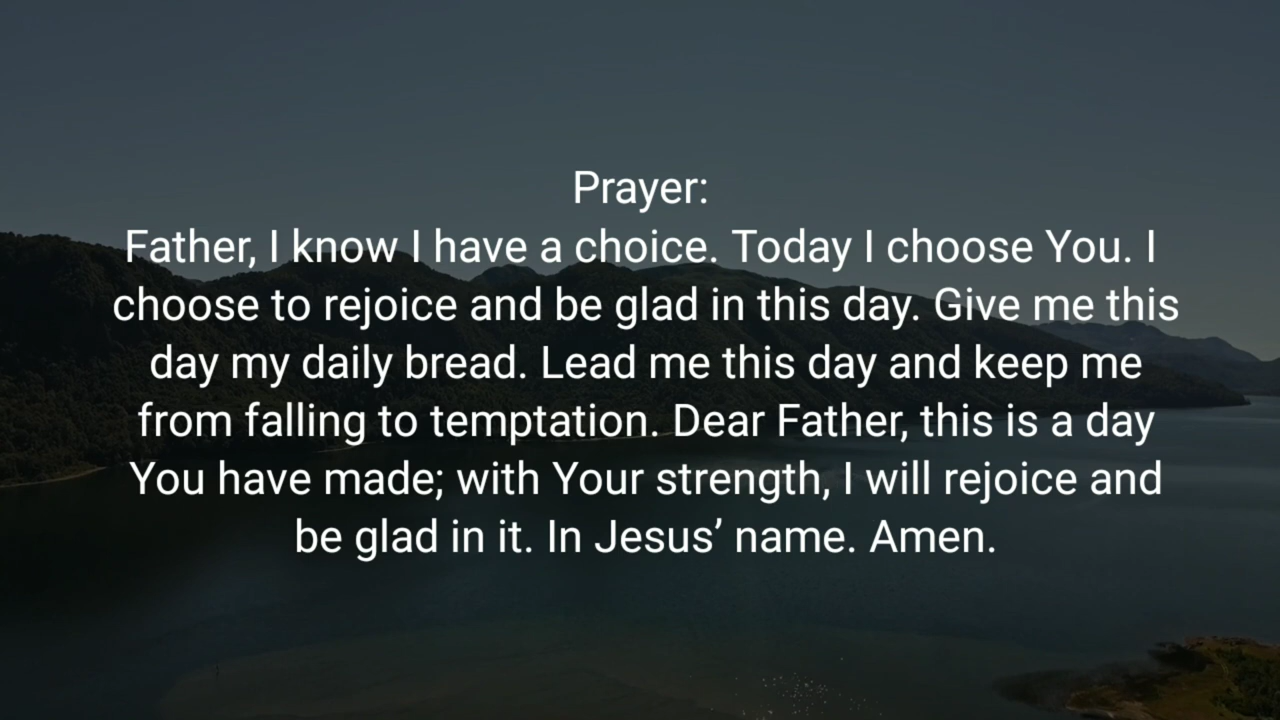 Prayer:
Father, I know I have a choice. Today I choose You. I
choose to rejoice and be glad in this day. Give me this
day my daily bread. Lead me this day and keep me
from falling to temptation. Dear Father, this is a day
You have made; with Your strength, I will rejoice and
be glad in it. In Jesus’ name. Amen.